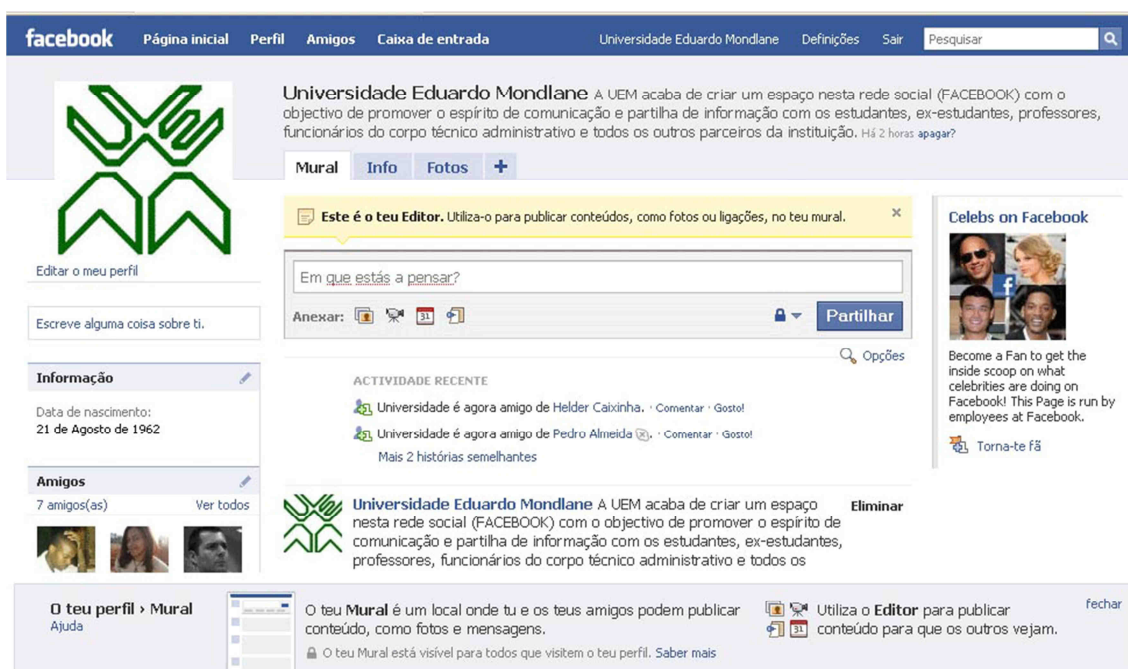 facebook Página inicial Perfil Amigos Caixa de entrada Universidade Eduardo Mondlane Definições Sair Pesquisar
Universidade Eduardo Mondlane A UEM acaba de criar um espaço nesta rede social (FACEBOOK) com o
objectivo de promover o espírito de comunicação e partilha de informação com os estudantes, ex-estudantes, professores,
funcionários do corpo técnico administrativo e todos os outros parceiros da instituição. Há 2 horas apagar?
Mural Info Fotos +
Editar o meu perfil
Escreve alguma coisa sobre ti.
Informação
Data de nascimento:
21 de Agosto de 1962
Amigos
7 amigos(as) Ver todos
Este é o teu Editor. Utiliza-o para publicar conteúdos, como fotos ou ligações, no teu mural.
Em que estás a pensar?
Anexar: 31 Partilhar
Opções
ACTIVIDADE RECENTE
Universidade é agora amigo de Helder Caixinha. · Comentar · Gosto!
Universidade é agora amigo de Pedro Almeida. · Comentar · Gosto!
Mais 2 histórias semelhantes
Universidade Eduardo Mondlane A UEM acaba de criar um espaço Eliminar
nesta rede social (FACEBOOK) com o objectivo de promover o espírito de
comunicação e partilha de informação com os estudantes, ex-estudantes,
professores, funcionários do corpo técnico administrativo e todos os
Celebs on Facebook
f
Become a Fan to get the
inside scoop on what
celebrities are doing on
Facebook! This Page is run by
employees at Facebook.
Torna-te fã
O teu perfil › Mural
Ajuda
O teu Mural é um local onde tu e os teus amigos podem publicar
conteúdo, como fotos e mensagens.
O teu Mural está visível para todos que visitem o teu perfil. Saber mais
31
Utiliza o Editor para publicar
conteúdo para que os outros vejam.
fechar